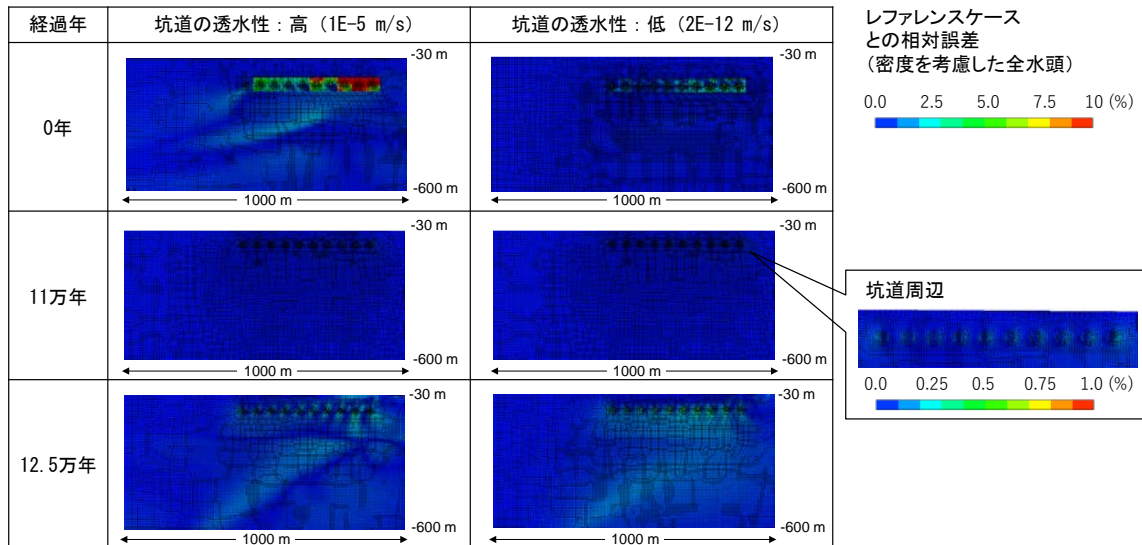 経過年
坑道の透水性：高（1E-5 m/s）
坑道の透水性：低（2E-12 m/s）
レファレンスケース
との相対誤差
（密度を考慮した全水頭）
0.0 2.5 5.0 7.5 10 (%)
0年
-30 m
-600 m
1000 m
-30 m
-600 m
1000 m
11万年
-30 m
-600 m
1000 m
-30 m
-600 m
1000 m
坑道周辺
0.0 0.25 0.5 0.75 1.0 (%)
12.5万年
-30 m
-600 m
1000 m
-30 m
-600 m
1000 m